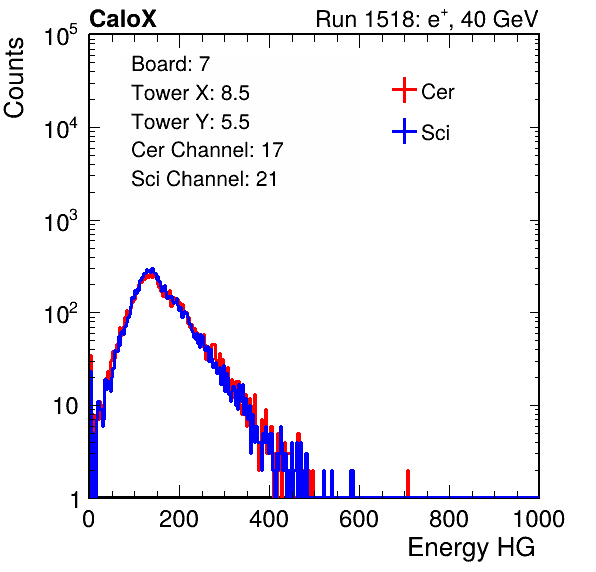 CaloX Run 1518: e⁺, 40 GeV
Counts
Board: 7
Tower X: 8.5
Tower Y: 5.5
Cer Channel: 17
Sci Channel: 21
Cer
Sci
10⁵
10⁴
10³
10²
10
1
0 200 400 600 800 1000
Energy HG